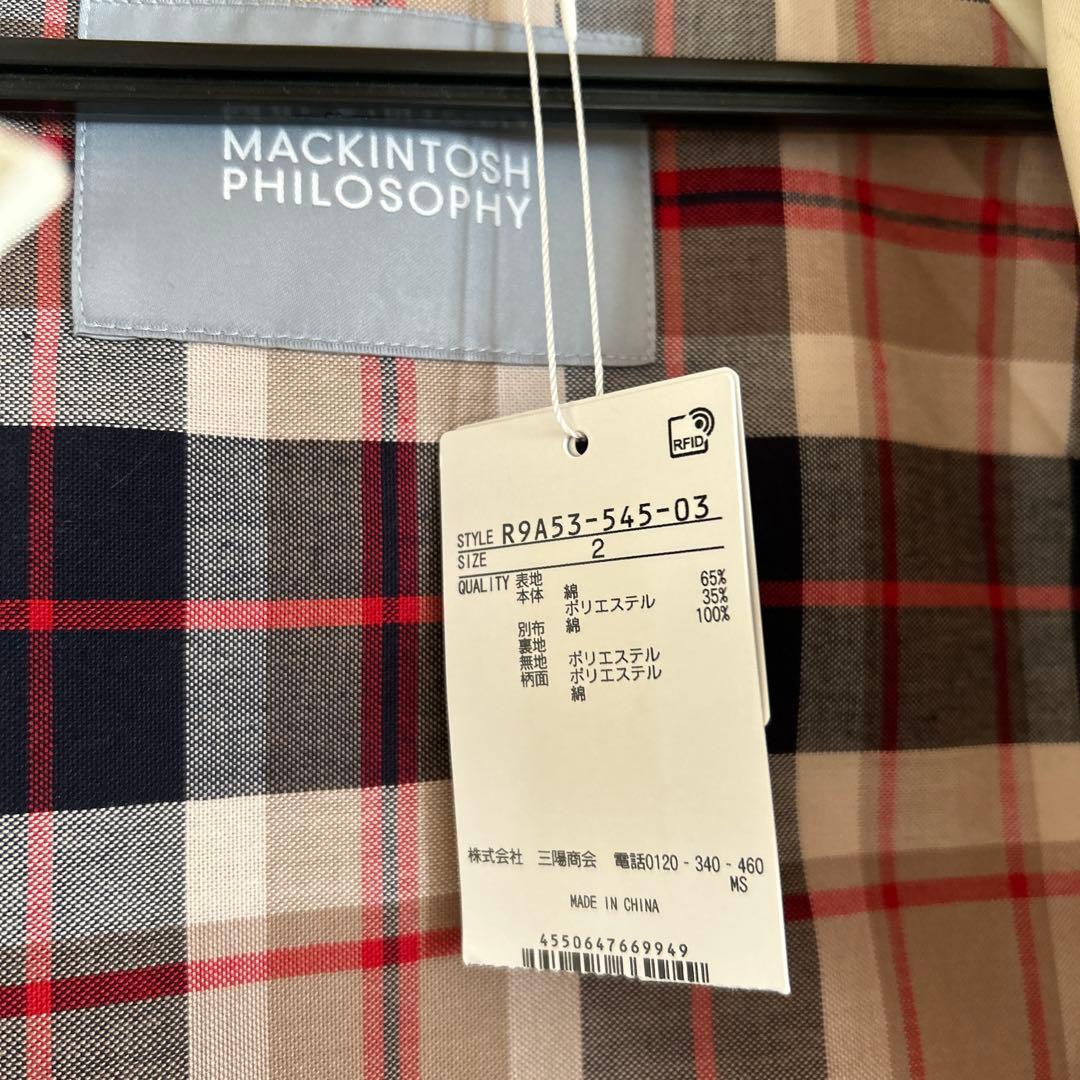 MACKINTOSH
PHILOSOPHY
RFID
STYLE R9A53-545-03
SIZE 2
QUALITY 表地
本体 綿 65%
ポリエステル 35%
別布 綿 100%
裏地
無地 ポリエステル
柄面 ポリエステル
綿
株式会社 三陽商会 電話0120-340-460
MS
MADE IN CHINA
4550647669949